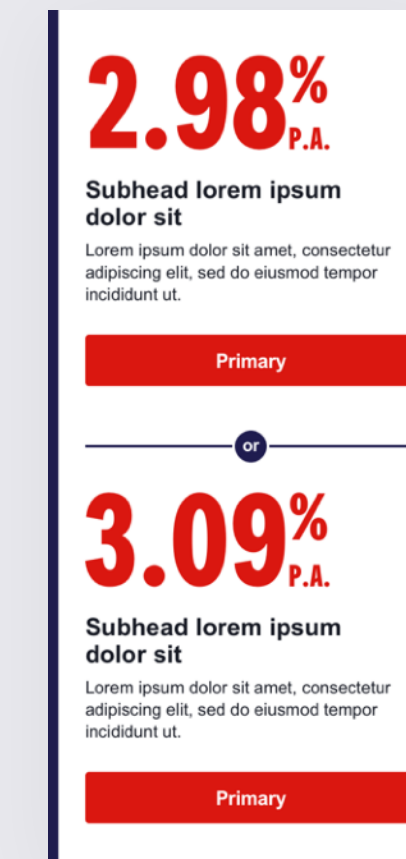 2.98% P.A.
Subhead lorem ipsum
dolor sit
Lorem ipsum dolor sit amet, consectetur
adipiscing elit, sed do eiusmod tempor
incididunt ut.
Primary
or
3.09% P.A.
Subhead lorem ipsum
dolor sit
Lorem ipsum dolor sit amet, consectetur
adipiscing elit, sed do eiusmod tempor
incididunt ut.
Primary